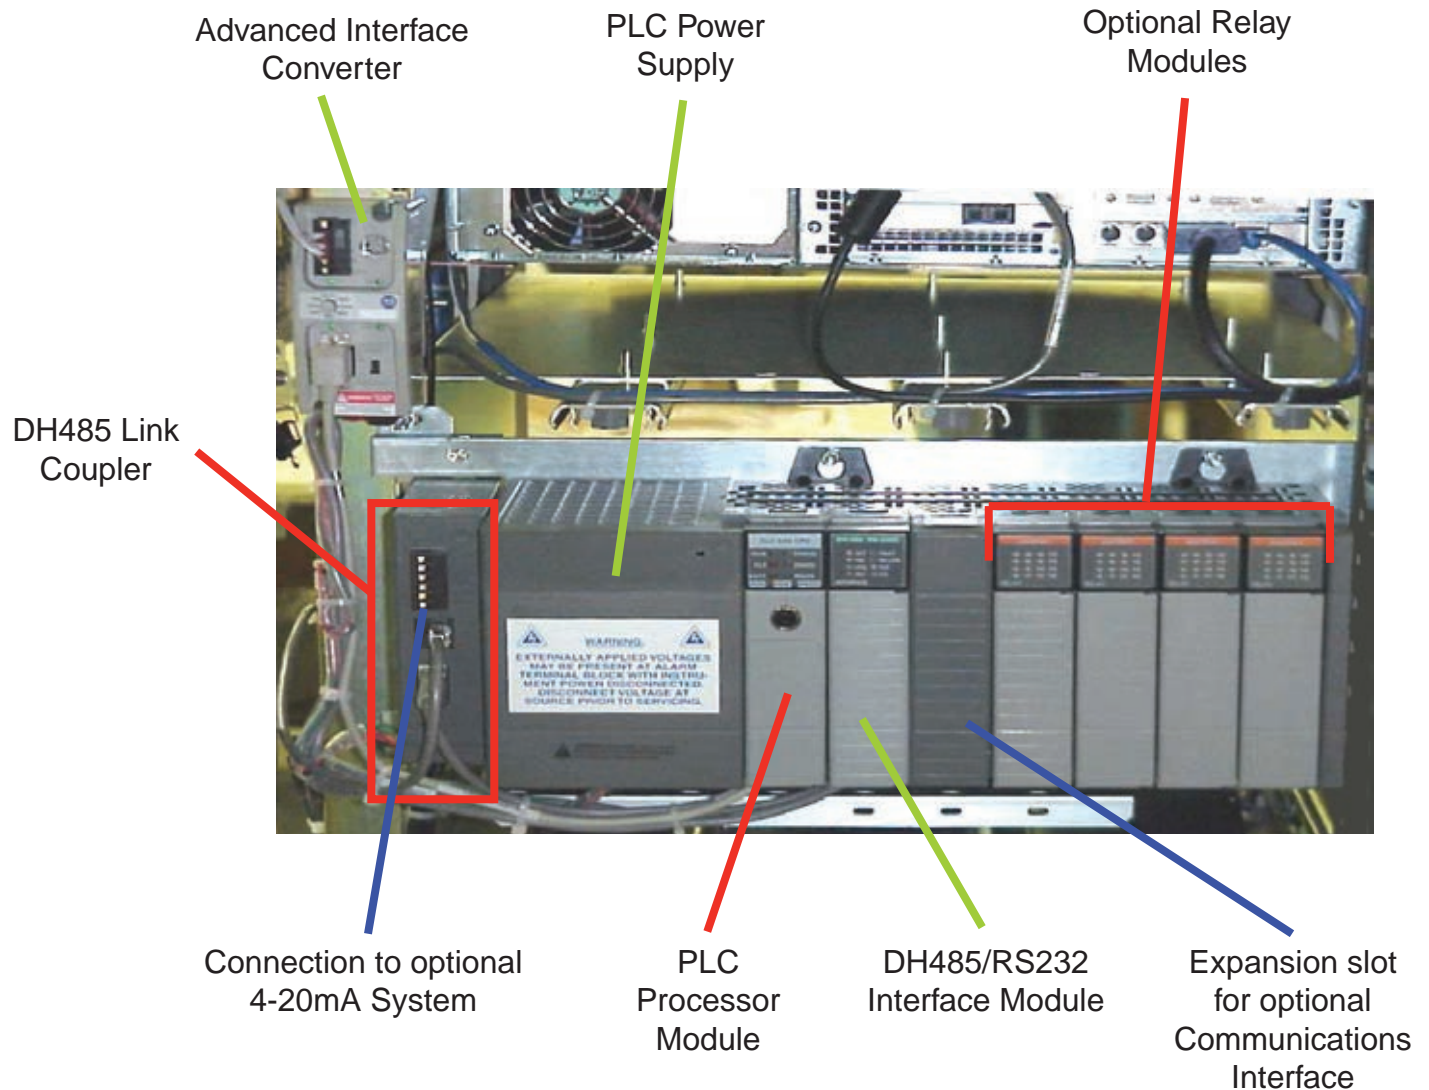 Advanced Interface
Converter
PLC Power
Supply
Optional Relay
Modules
DH485 Link
Coupler
WARNING
EXTERNALLY APPLIED VOLTAGES
MAY BE PRESENT AT ALARM
TERMINAL BLOCK WITH INSTRU-
MENT POWER DISCONNECTED.
DISCONNECT VOLTAGE AT
SOURCE PRIOR TO SERVICING.
Connection to optional
4-20mA System
PLC
Processor
Module
DH485/RS232
Interface Module
Expansion slot
for optional
Communications
Interface